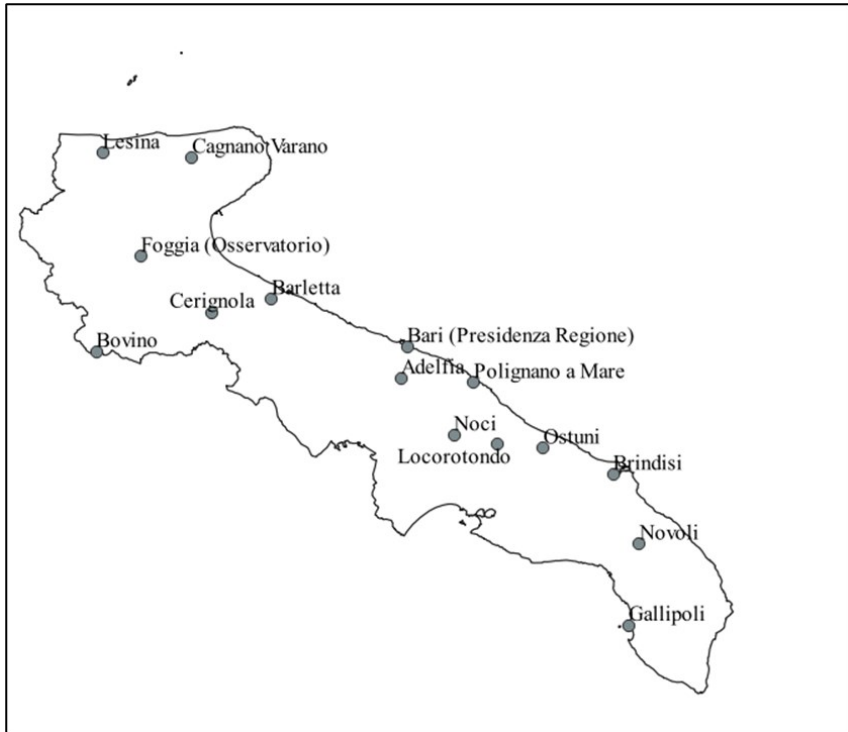 Lesina
Cagnano Varano
Foggia (Osservatorio)
Barletta
Cerignola
Bovino
Bari (Presidenza Regione)
Adelfia
Polignano a Mare
Noci
Ostuni
Locorotondo
Brindisi
Novoli
Gallipoli